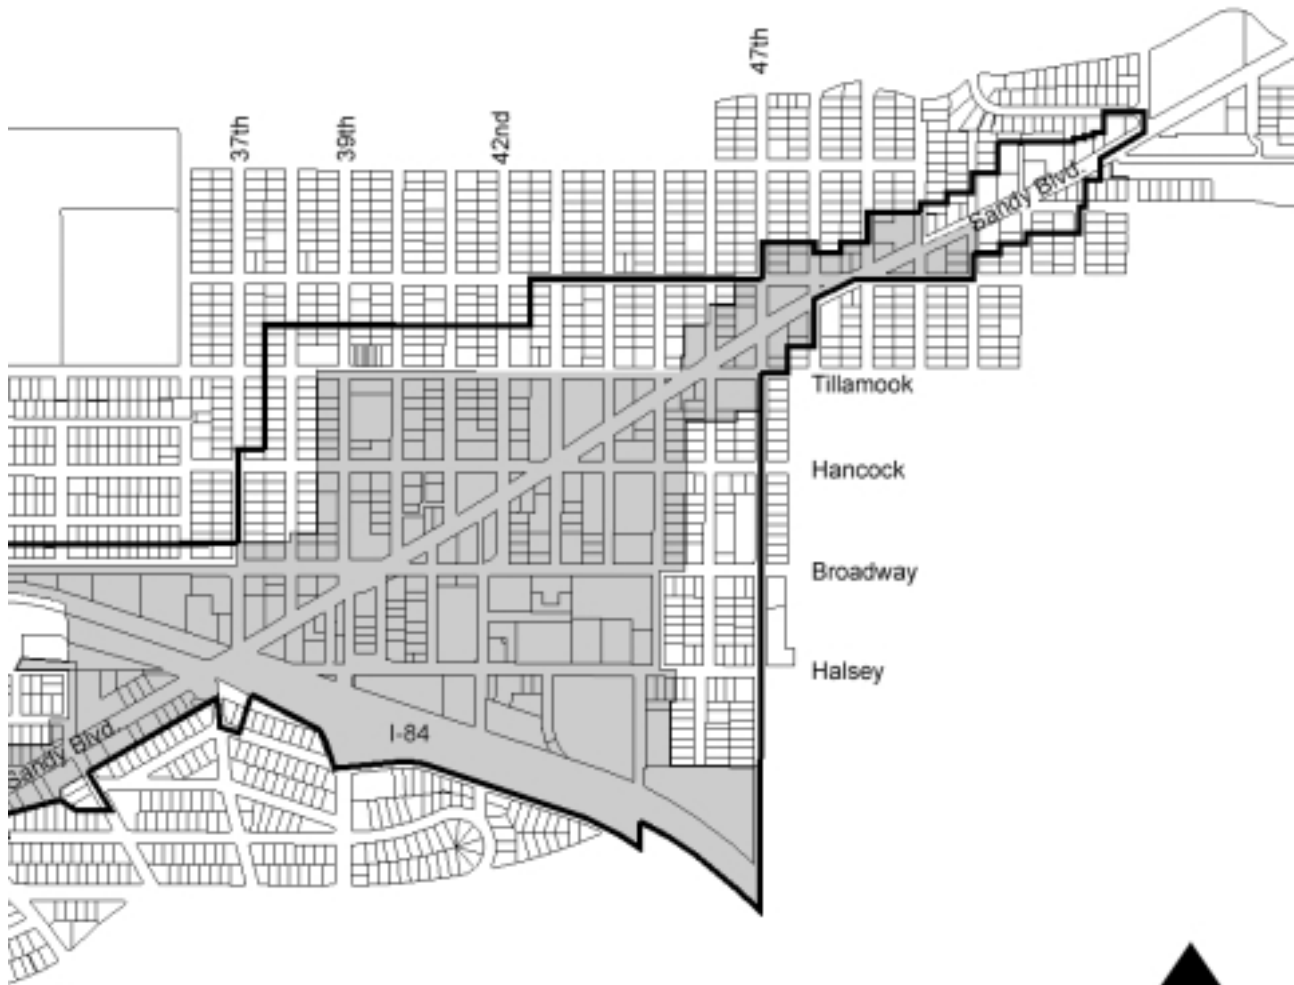 47th
37th
39th
42nd
Sandy Blvd.
Tillamook
Hancock
Broadway
Halsey
I-84
Sandy Blvd.